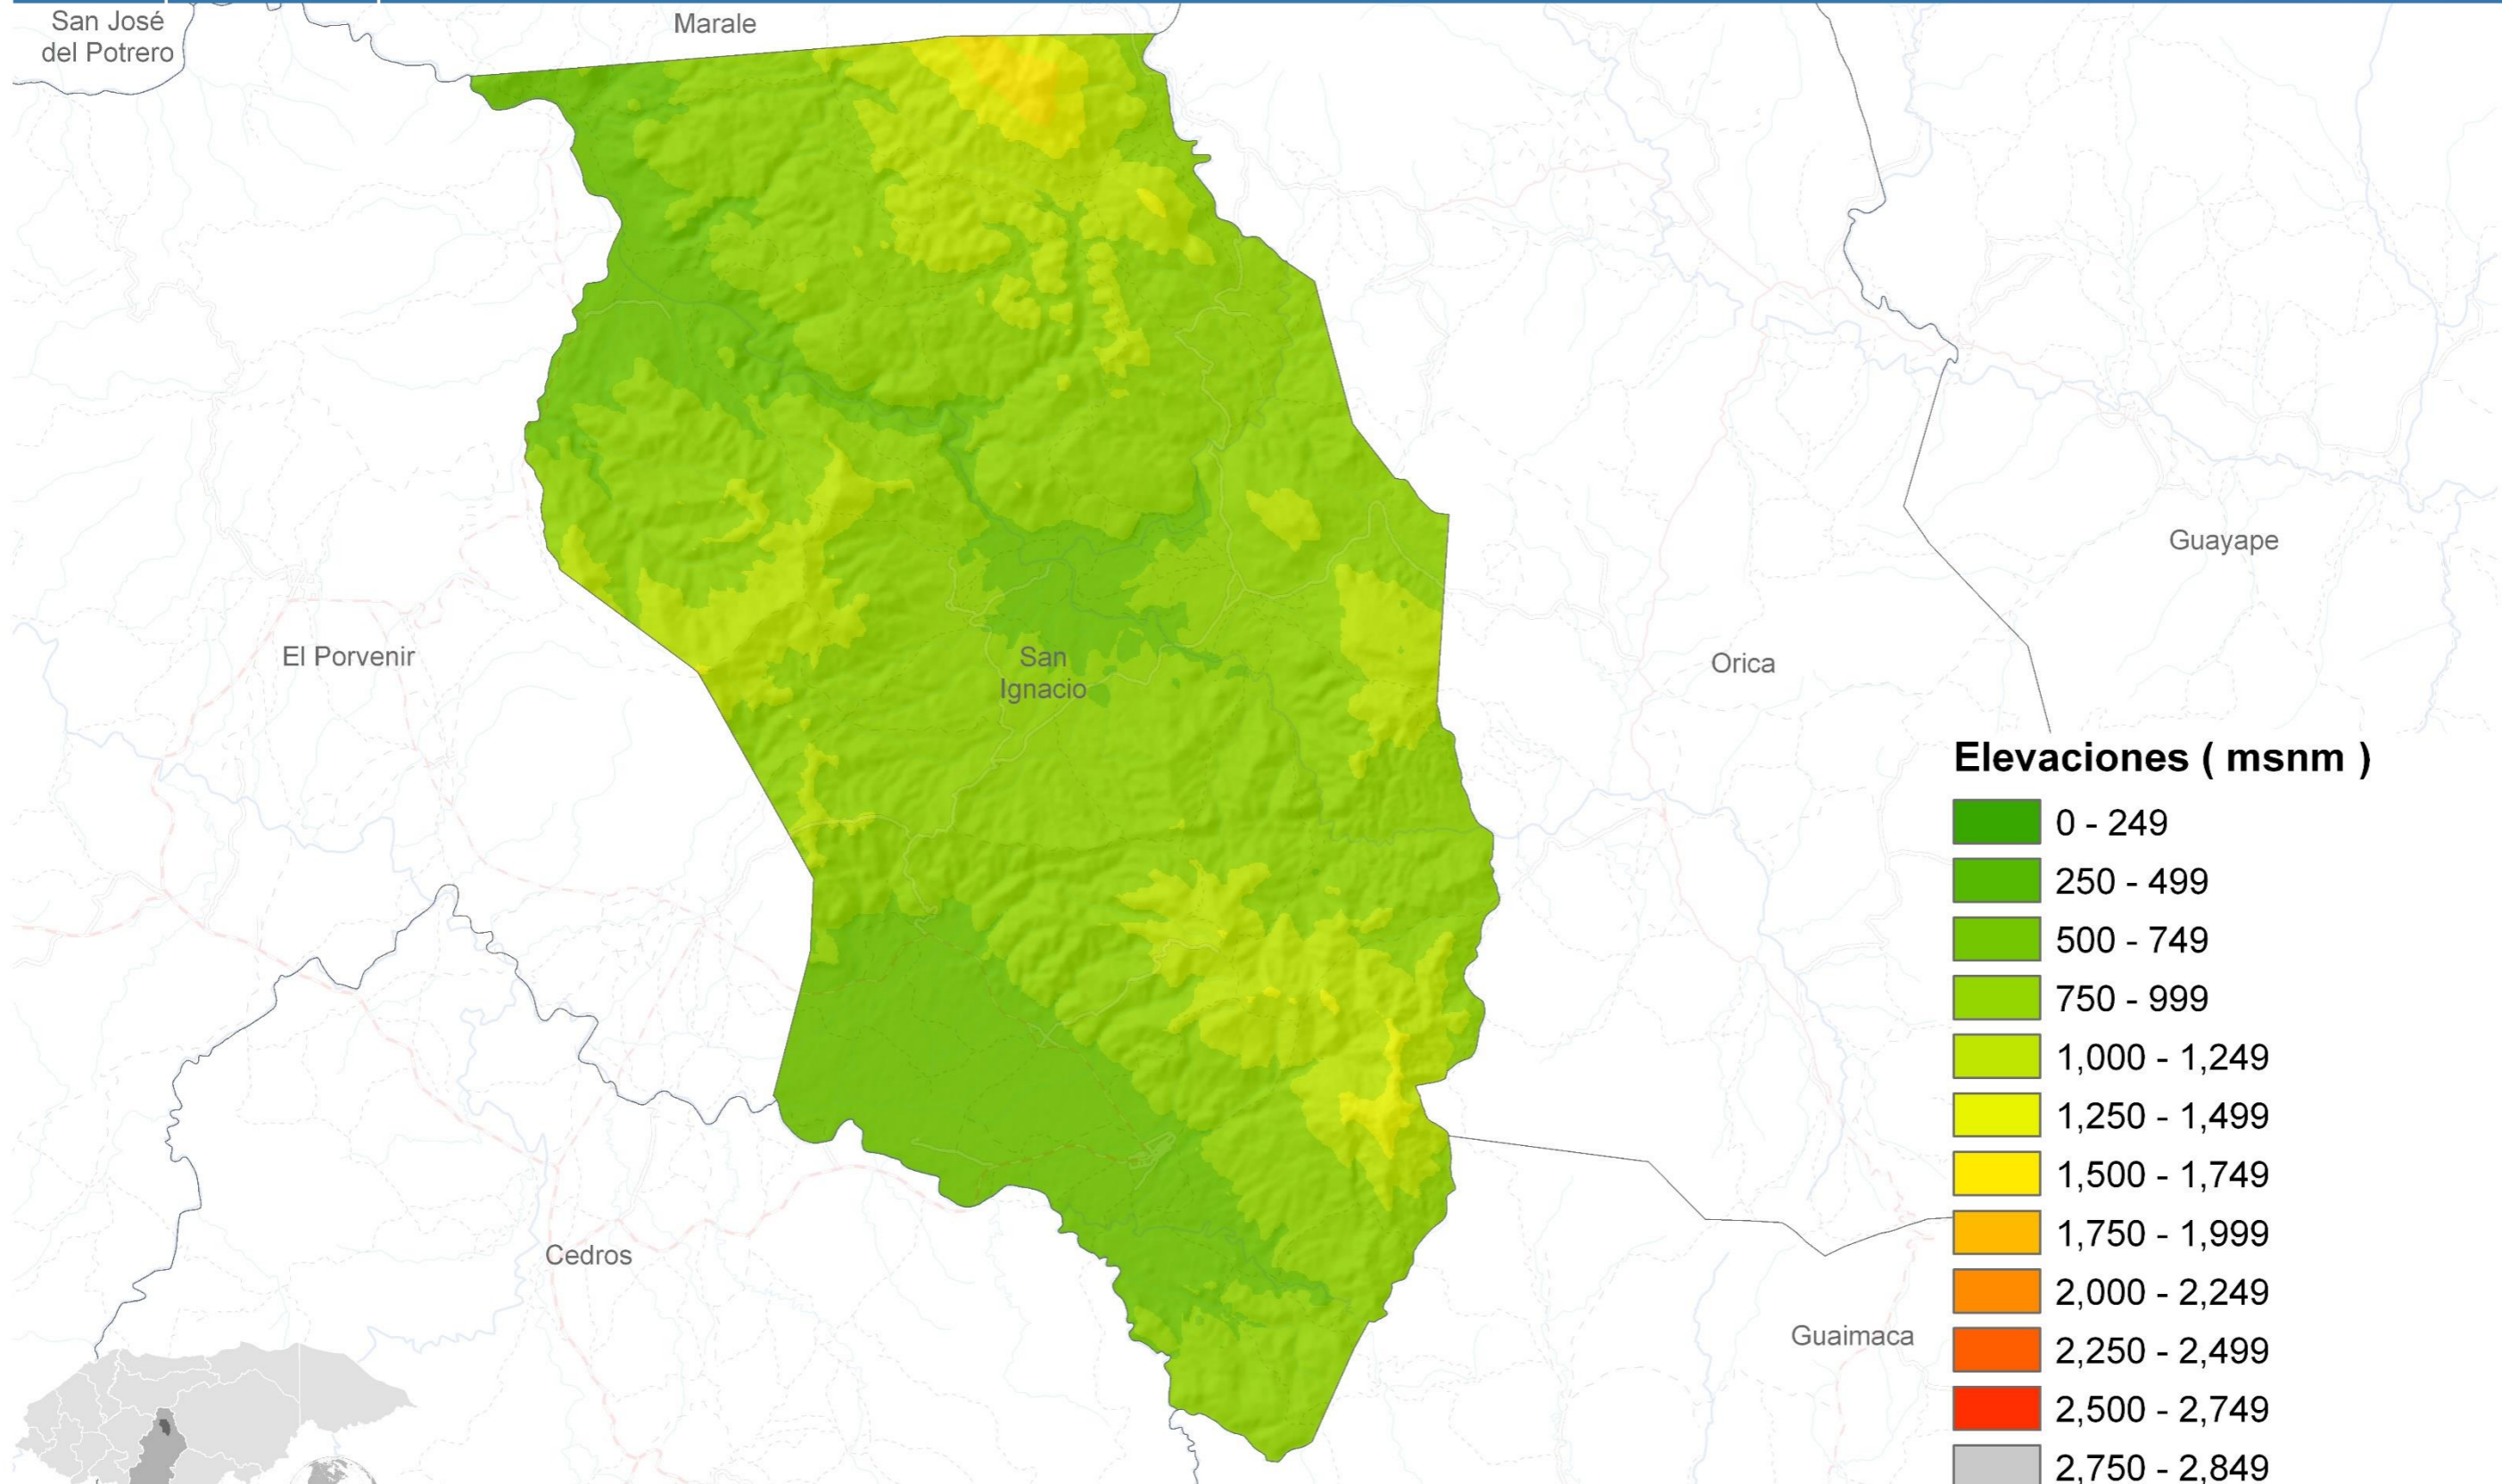 San José
del Potrero
Marale
Guayape
El Porvenir
San
Ignacio
Orica
Elevaciones ( msnm )
0 - 249
250 - 499
500 - 749
750 - 999
1,000 - 1,249
1,250 - 1,499
1,500 - 1,749
1,750 - 1,999
2,000 - 2,249
2,250 - 2,499
2,500 - 2,749
2,750 - 2,849
Cedros
Guaimaca